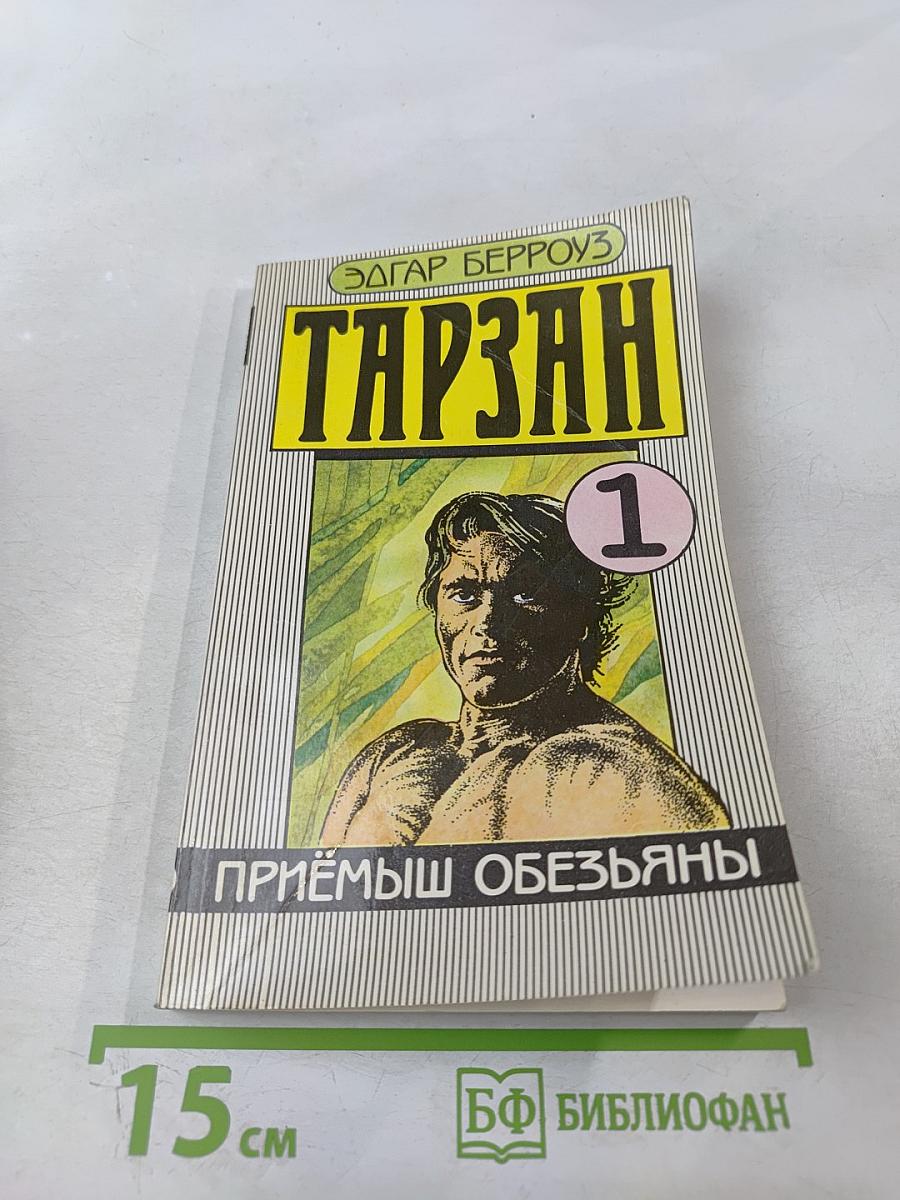 ЭДГАР БЕРРОУЗ
ТАРЗАН
1
ПРИЁМЫШ ОБЕЗЬЯНЫ
15 см
БФ БИБЛИОФАН